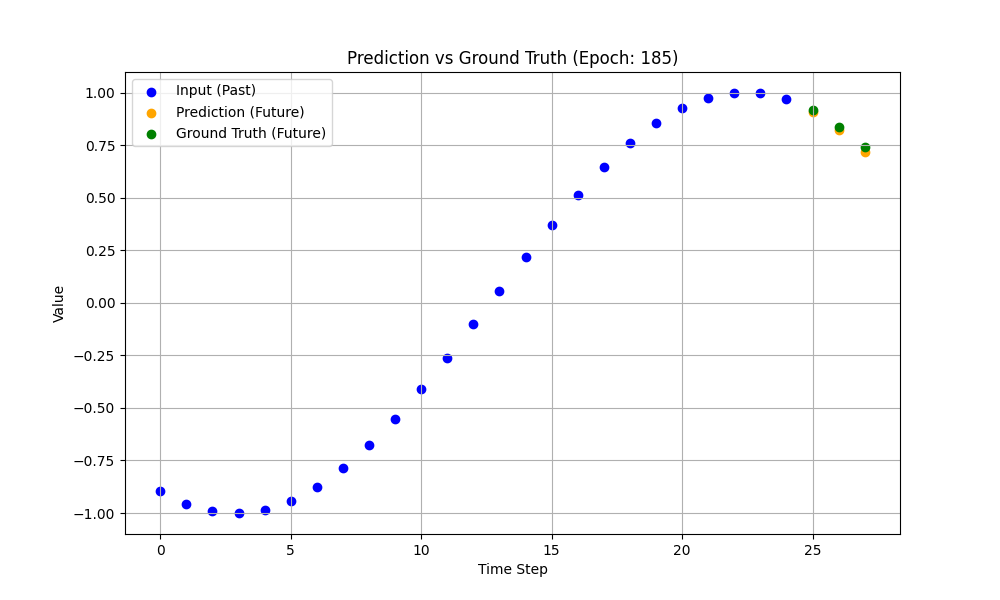 Prediction vs Ground Truth (Epoch: 185)
Input (Past)
Prediction (Future)
Ground Truth (Future)
1.00
0.75
0.50
0.25
0.00
−0.25
−0.50
−0.75
−1.00
Value
0 5 10 15 20 25
Time Step